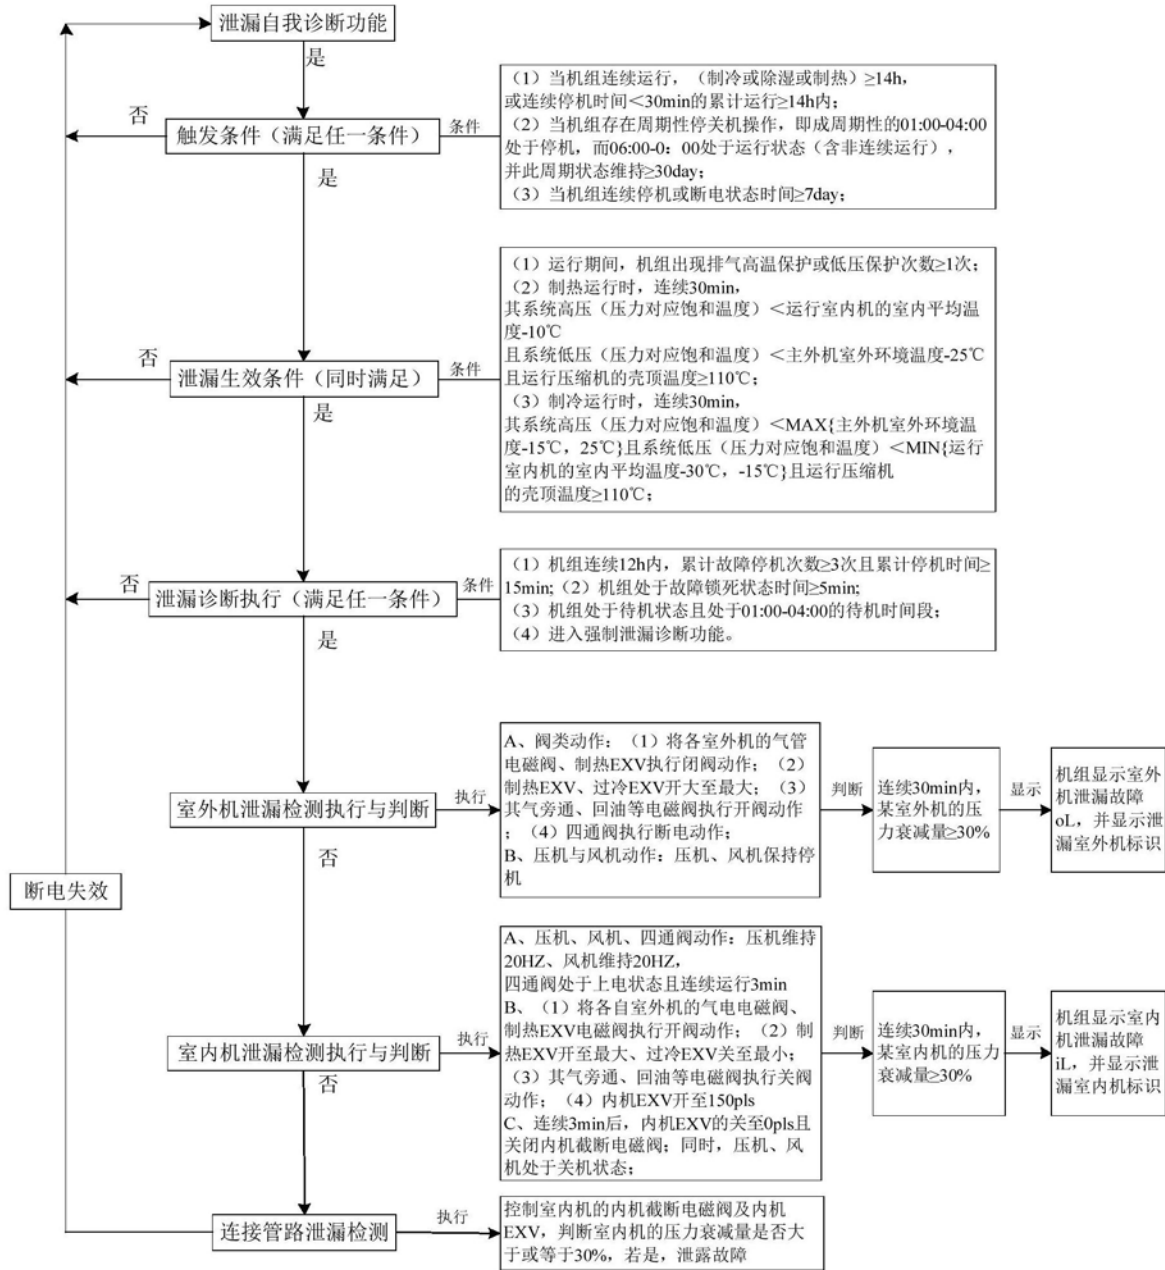 泄漏自我诊断功能
是
（1）当机组连续运行，（制冷或除湿或制热）≥14h，
或连续停机时间＜30min的累计运行≥14h内；
（2）当机组存在周期性停关机操作，即成周期性的01:00-04:00
处于停机，而06:00-0：00处于运行状态（含非连续运行），
并此周期状态维持≥30day；
（3）当机组连续停机或断电状态时间≥7day；
否
触发条件（满足任一条件）
条件
是
（1）运行期间，机组出现排气高温保护或低压保护次数≥1次；
（2）制热运行时，连续30min，
其系统高压（压力对应饱和温度）＜运行室内机的室内平均温
度-10℃
且系统低压（压力对应饱和温度）＜主外机室外环境温度-25℃
且运行压缩机的壳顶温度≥110℃；
（3）制冷运行时，连续30min，
其系统高压（压力对应饱和温度）＜MAX{主外机室外环境温
度-15℃，25℃}且系统低压（压力对应饱和温度）＜MIN{运行
室内机的室内平均温度-30℃，-15℃}且运行压缩机
的壳顶温度≥110℃；
否
泄漏生效条件（同时满足）
条件
是
（1）机组连续12h内，累计故障停机次数≥3次且累计停机时间≥
15min;（2）机组处于故障锁死状态时间≥5min;
（3）机组处于待机状态且处于01:00-04:00的待机时间段；
（4）进入强制泄漏诊断功能。
否
泄漏诊断执行（满足任一条件）
条件
是
室外机泄漏检测执行与判断
执行
A、阀类动作：（1）将各室外机的气管
电磁阀、制热EXV执行闭阀动作；（2）
制热EXV、过冷EXV开大至最大；（3）
其气旁通、回油等电磁阀执行开阀动作
；（4）四通阀执行断电动作；
B、压机与风机动作：压机、风机保持停
机
判断
连续30min内，
某室外机的压
力衰减量≥30%
显示
机组显示室外
机泄漏故障
oL，并显示泄
漏室外机标识
否
断电失效
室内机泄漏检测执行与判断
执行
A、压机、风机、四通阀动作：压机维持
20HZ、风机维持20HZ，
四通阀处于上电状态且连续运行3min
B、（1）将各自室外机的气电电磁阀、
制热EXV电磁阀执行开阀动作；（2）制
热EXV开至最大、过冷EXV关至最小；
（3）其气旁通、回油等电磁阀执行关阀
动作；（4）内机EXV开至150pls
C、连续3min后，内机EXV的关至0pls且
关闭内机截断电磁阀；同时，压机、风
机处于关机状态；
判断
连续30min内，
某室内机的压力
衰减量≥30%
显示
机组显示室内
机泄漏故障
iL，并显示泄
漏室内机标识
否
连接管路泄漏检测
执行
控制室内机的内机截断电磁阀及内机
EXV，判断室内机的压力衰减量是否大
于或等于30%，若是，泄露故障